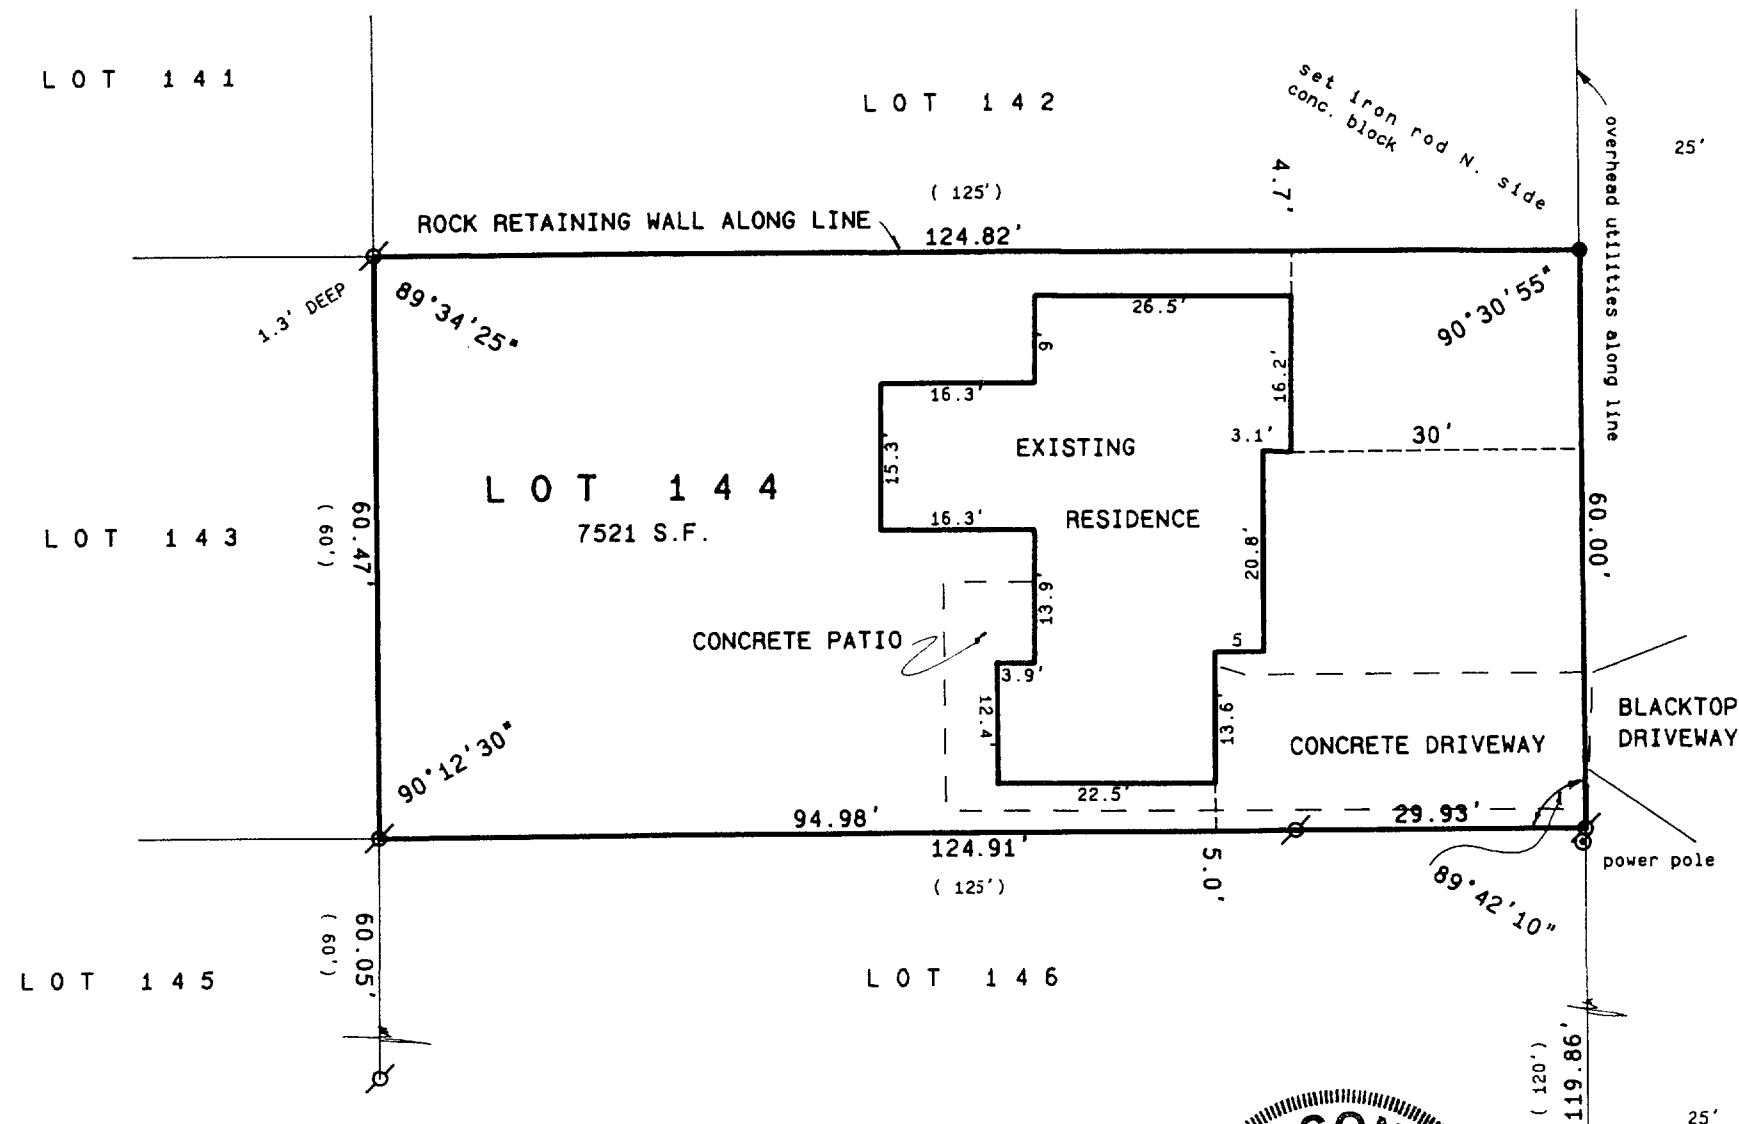 LOT 141
LOT 142
set iron rod N. side
conc. block
25'
overhead utilities along line
4.7'
( 125')
ROCK RETAINING WALL ALONG LINE
124.82'
1.3' DEEP
89°34'25"
90°30'55"
26.5'
9'
16.2'
16.3'
3.1'
30'
15.3'
EXISTING
RESIDENCE
LOT 144
7521 S.F.
16.3'
20.8'
60.00'
LOT 143
60.47'
( 60')
13.9'
CONCRETE PATIO
5
3.9'
12.4'
13.6'
CONCRETE DRIVEWAY
BLACKTOP
DRIVEWAY
90°12'30"
22.5'
94.98'
29.93'
124.91'
( 125')
5.0'
power pole
89°42'10"
60.05'
( 60')
LOT 145
LOT 146
119.86'
( 120')
25'